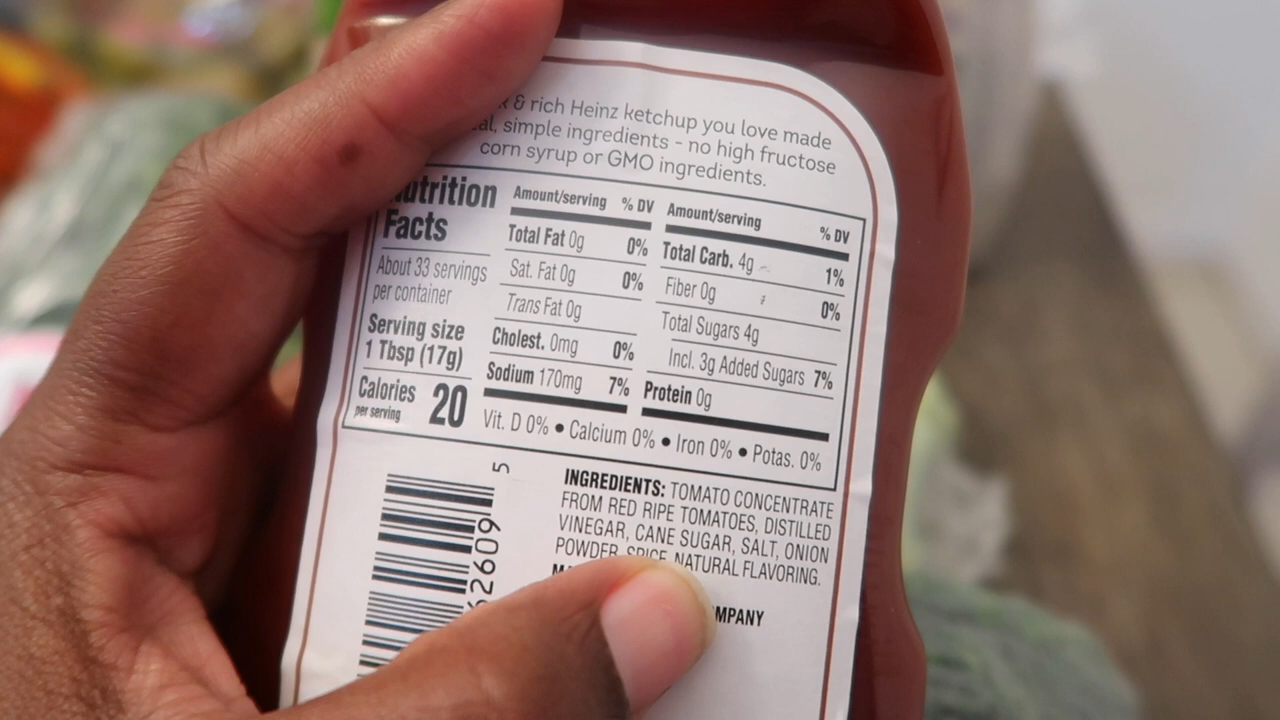 & rich Heinz ketchup you love made
simple ingredients - no high fructose
corn syrup or GMO ingredients.
Nutrition
Facts
About 33 servings
per container
Serving size
1 Tbsp (17g)
Calories
per serving
20
Amount/serving % DV
Total Fat 0g 0%
Sat. Fat 0g 0%
Trans Fat 0g
Cholest. 0mg 0%
Sodium 170mg 7%
Amount/serving % DV
Total Carb. 4g 1%
Fiber 0g 0%
Total Sugars 4g
Incl. 3g Added Sugars 7%
Protein 0g
Vit. D 0% • Calcium 0% • Iron 0% • Potas. 0%
INGREDIENTS: TOMATO CONCENTRATE
FROM RED RIPE TOMATOES, DISTILLED
VINEGAR, CANE SUGAR, SALT, ONION
POWDER, SPICE, NATURAL FLAVORING.
62609 5